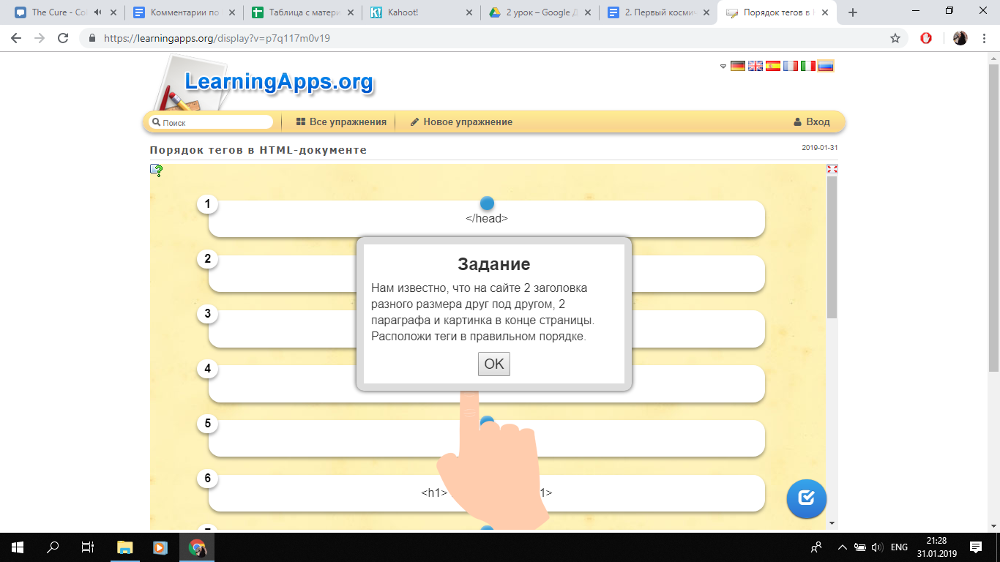 The Cure - Col
Комментарии по
Таблица с матери
Kahoot!
2 урок – Google Д
2. Первый космич
Порядок тегов в H
https://learningapps.org/display?v=p7q117m0v19
LearningApps.org
Поиск
Все упражнения
Новое упражнение
Вход
Порядок тегов в HTML-документе
2019-01-31
1
</head>
2
3
4
5
6
<h1>
1>
Задание
Нам известно, что на сайте 2 заголовка
разного размера друг под другом, 2
параграфа и картинка в конце страницы.
Расположи теги в правильном порядке.
OK
ENG
21:28
31.01.2019